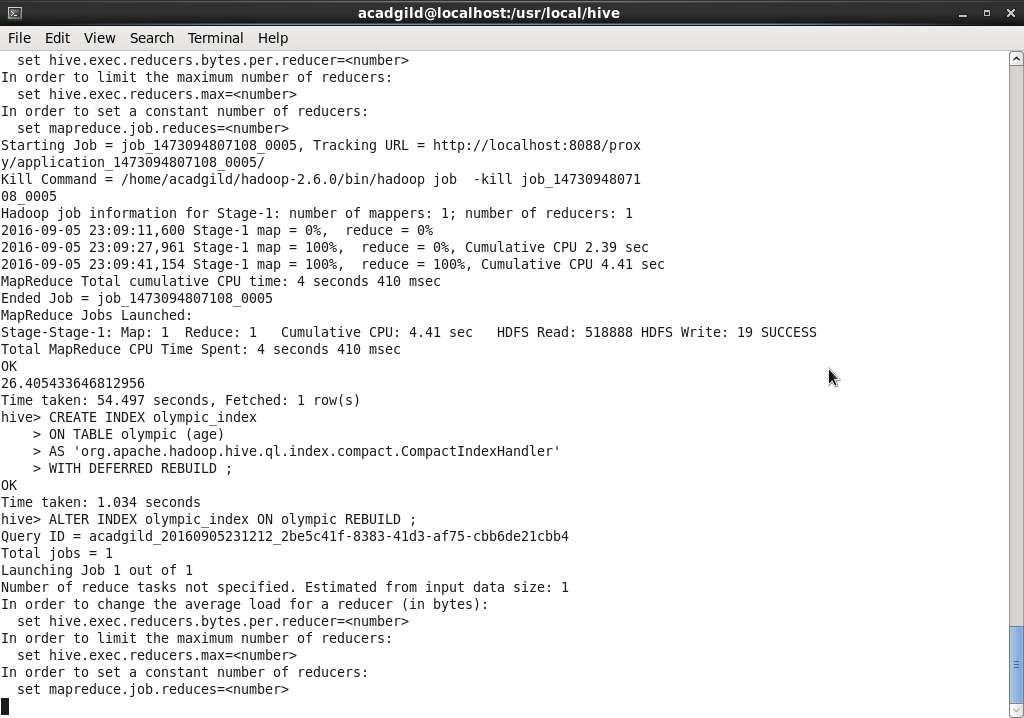 acadgild@localhost:/usr/local/hive
File Edit View Search Terminal Help
  set hive.exec.reducers.bytes.per.reducer=<number>
In order to limit the maximum number of reducers:
  set hive.exec.reducers.max=<number>
In order to set a constant number of reducers:
  set mapreduce.job.reduces=<number>
Starting Job = job_1473094807108_0005, Tracking URL = http://localhost:8088/prox
y/application_1473094807108_0005/
Kill Command = /home/acadgild/hadoop-2.6.0/bin/hadoop job  -kill job_14730948071
08_0005
Hadoop job information for Stage-1: number of mappers: 1; number of reducers: 1
2016-09-05 23:09:11,600 Stage-1 map = 0%,  reduce = 0%
2016-09-05 23:09:27,961 Stage-1 map = 100%,  reduce = 0%, Cumulative CPU 2.39 sec
2016-09-05 23:09:41,154 Stage-1 map = 100%,  reduce = 100%, Cumulative CPU 4.41 sec
MapReduce Total cumulative CPU time: 4 seconds 410 msec
Ended Job = job_1473094807108_0005
MapReduce Jobs Launched:
Stage-Stage-1: Map: 1  Reduce: 1   Cumulative CPU: 4.41 sec   HDFS Read: 518888 HDFS Write: 19 SUCCESS
Total MapReduce CPU Time Spent: 4 seconds 410 msec
OK
26.405433646812956
Time taken: 54.497 seconds, Fetched: 1 row(s)
hive> CREATE INDEX olympic_index
    > ON TABLE olympic (age)
    > AS 'org.apache.hadoop.hive.ql.index.compact.CompactIndexHandler'
    > WITH DEFERRED REBUILD ;
OK
Time taken: 1.034 seconds
hive> ALTER INDEX olympic_index ON olympic REBUILD ;
Query ID = acadgild_20160905231212_2be5c41f-8383-41d3-af75-cbb6de21cbb4
Total jobs = 1
Launching Job 1 out of 1
Number of reduce tasks not specified. Estimated from input data size: 1
In order to change the average load for a reducer (in bytes):
  set hive.exec.reducers.bytes.per.reducer=<number>
In order to limit the maximum number of reducers:
  set hive.exec.reducers.max=<number>
In order to set a constant number of reducers:
  set mapreduce.job.reduces=<number>